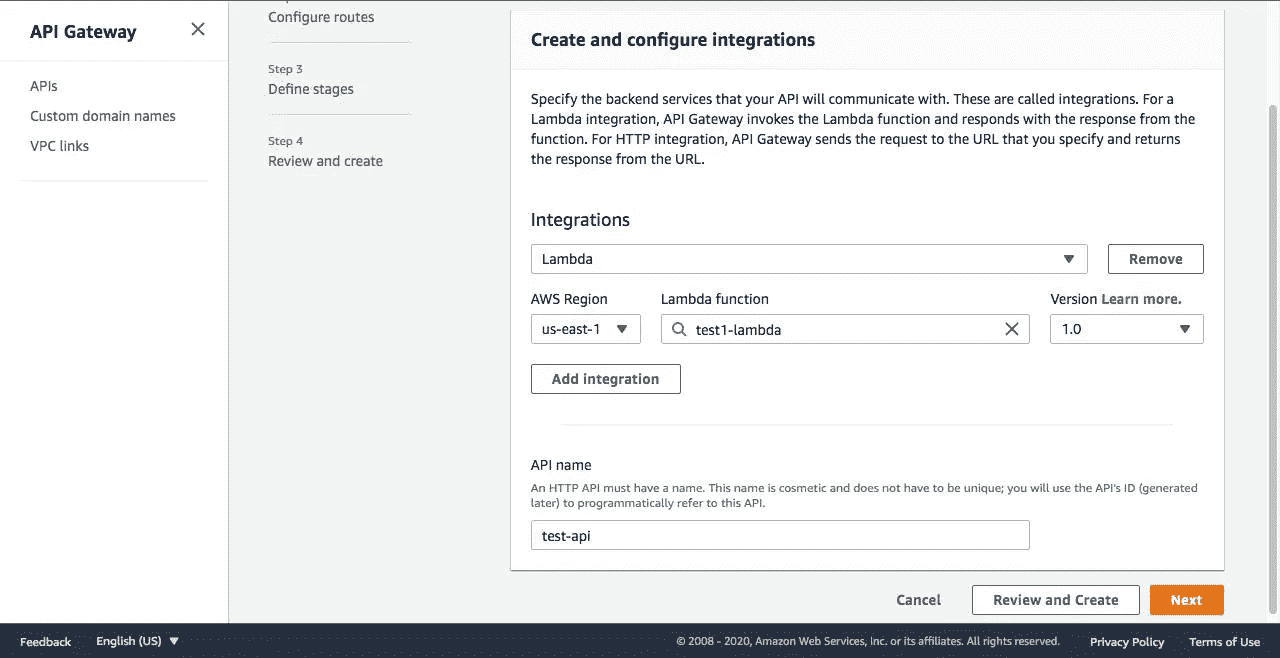 API Gateway
APIs
Custom domain names
VPC links
Configure routes
Step 3
Define stages
Step 4
Review and create
Create and configure integrations
Specify the backend services that your API will communicate with. These are called integrations. For a
Lambda integration, API Gateway invokes the Lambda function and responds with the response from the
function. For HTTP integration, API Gateway sends the request to the URL that you specify and returns
the response from the URL.
Integrations
Lambda
Remove
AWS Region
Lambda function
Version Learn more.
us-east-1
test1-lambda
1.0
Add integration
API name
An HTTP API must have a name. This name is cosmetic and does not have to be unique; you will use the API's ID (generated
later) to programmatically refer to this API.
test-api
Cancel
Review and Create
Next
Feedback
English (US)
© 2008 - 2020, Amazon Web Services, Inc. or its affiliates. All rights reserved.
Privacy Policy
Terms of Use